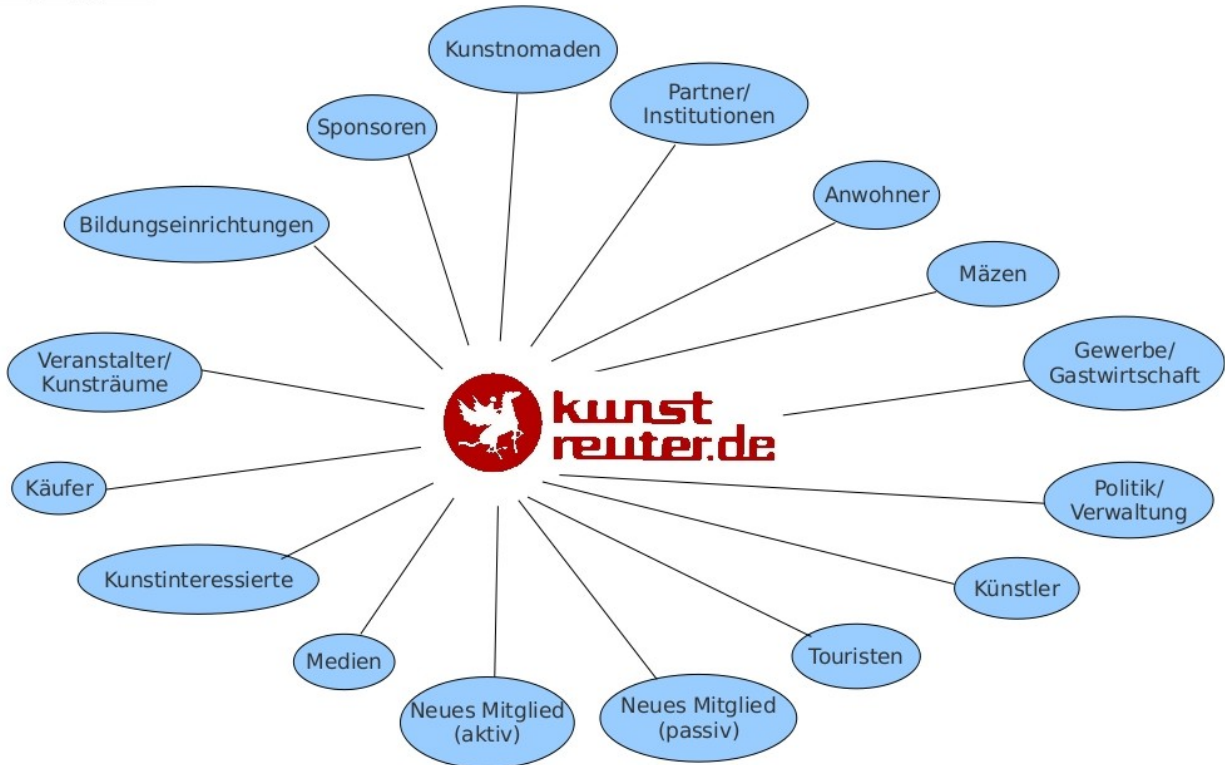 Kunstnomaden
Partner/
Institutionen
Sponsoren
Anwohner
Bildungseinrichtungen
Mäzen
Gewerbe/
Gastwirtschaft
Veranstalter/
Kunsträume
kunst
reuter.de
Käufer
Politik/
Verwaltung
Kunstinteressierte
Künstler
Medien
Touristen
Neues Mitglied
(aktiv)
Neues Mitglied
(passiv)